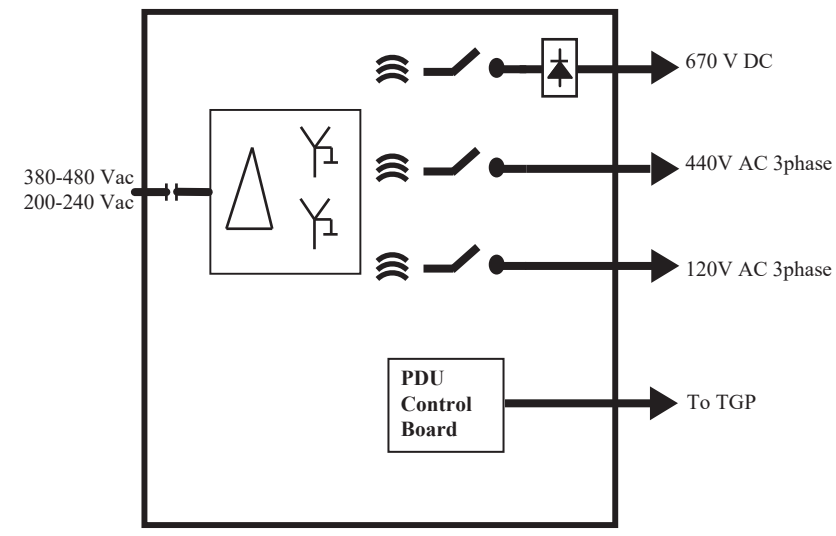 670 V DC
380-480 Vac
200-240 Vac
440V AC 3phase
120V AC 3phase
PDU
Control
Board
To TGP